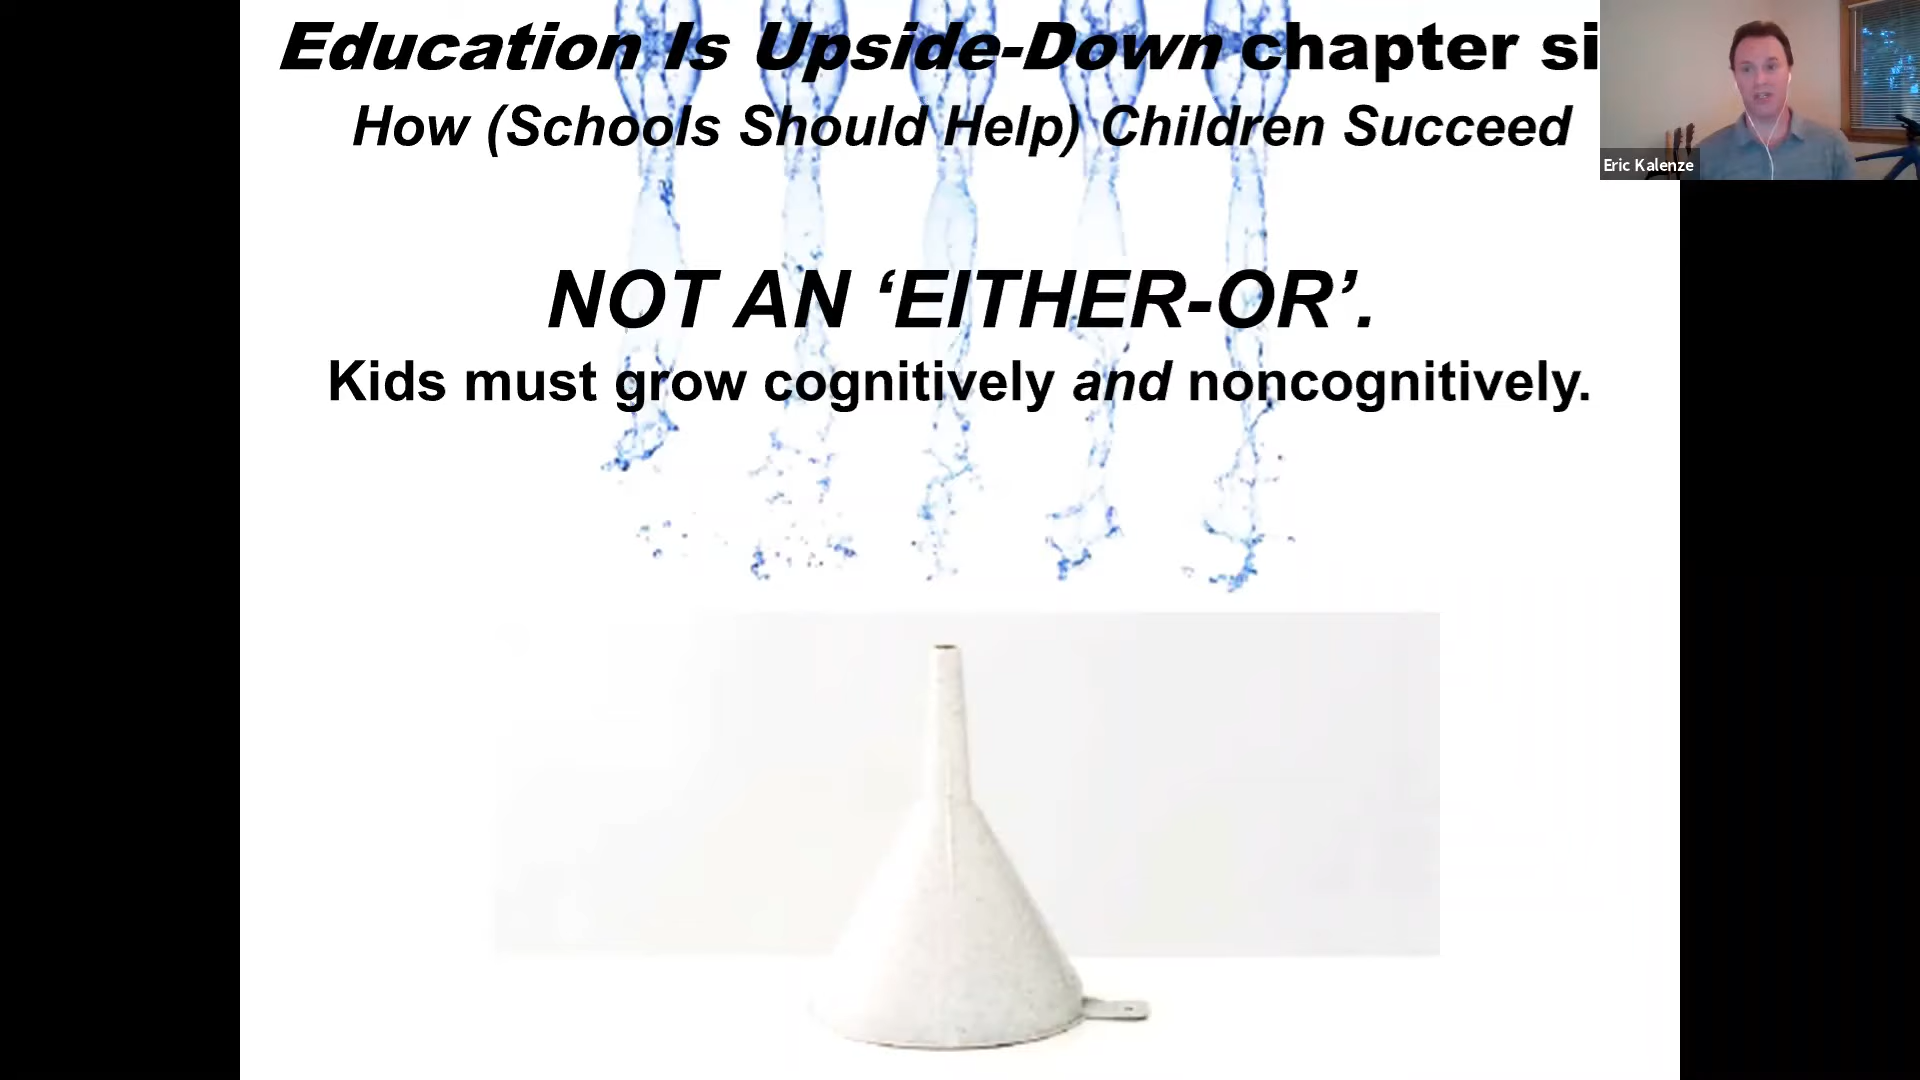 Education Is Upside-Down chapter si
How (Schools Should Help) Children Succeed
Eric Kalenze
NOT AN ‘EITHER-OR’.
Kids must grow cognitively and noncognitively.